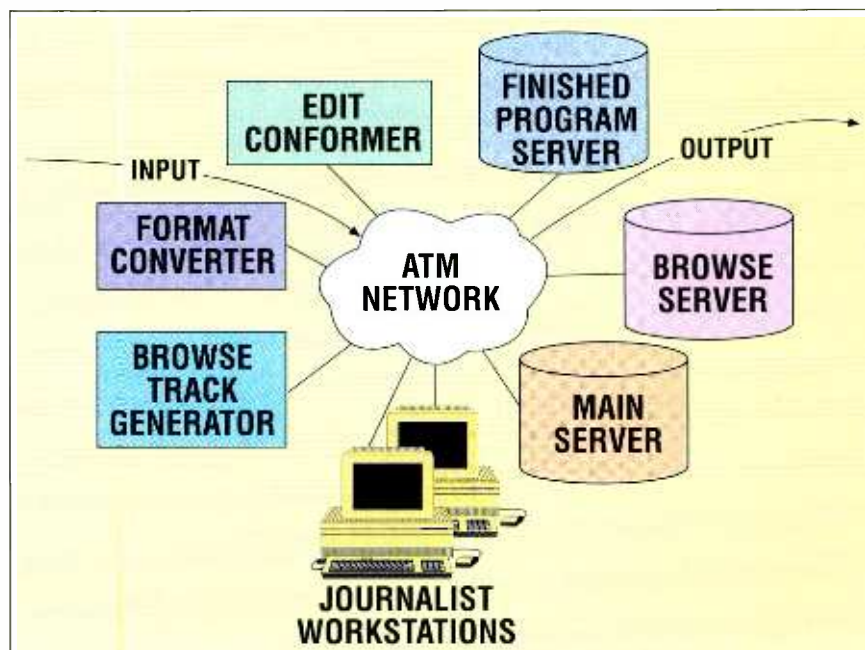 EDIT
CONFORMER
FINISHED
PROGRAM
SERVER
INPUT
OUTPUT
FORMAT
CONVERTER
ATM
NETWORK
BROWSE
SERVER
BROWSE
TRACK
GENERATOR
MAIN
SERVER
JOURNALIST
WORKSTATIONS